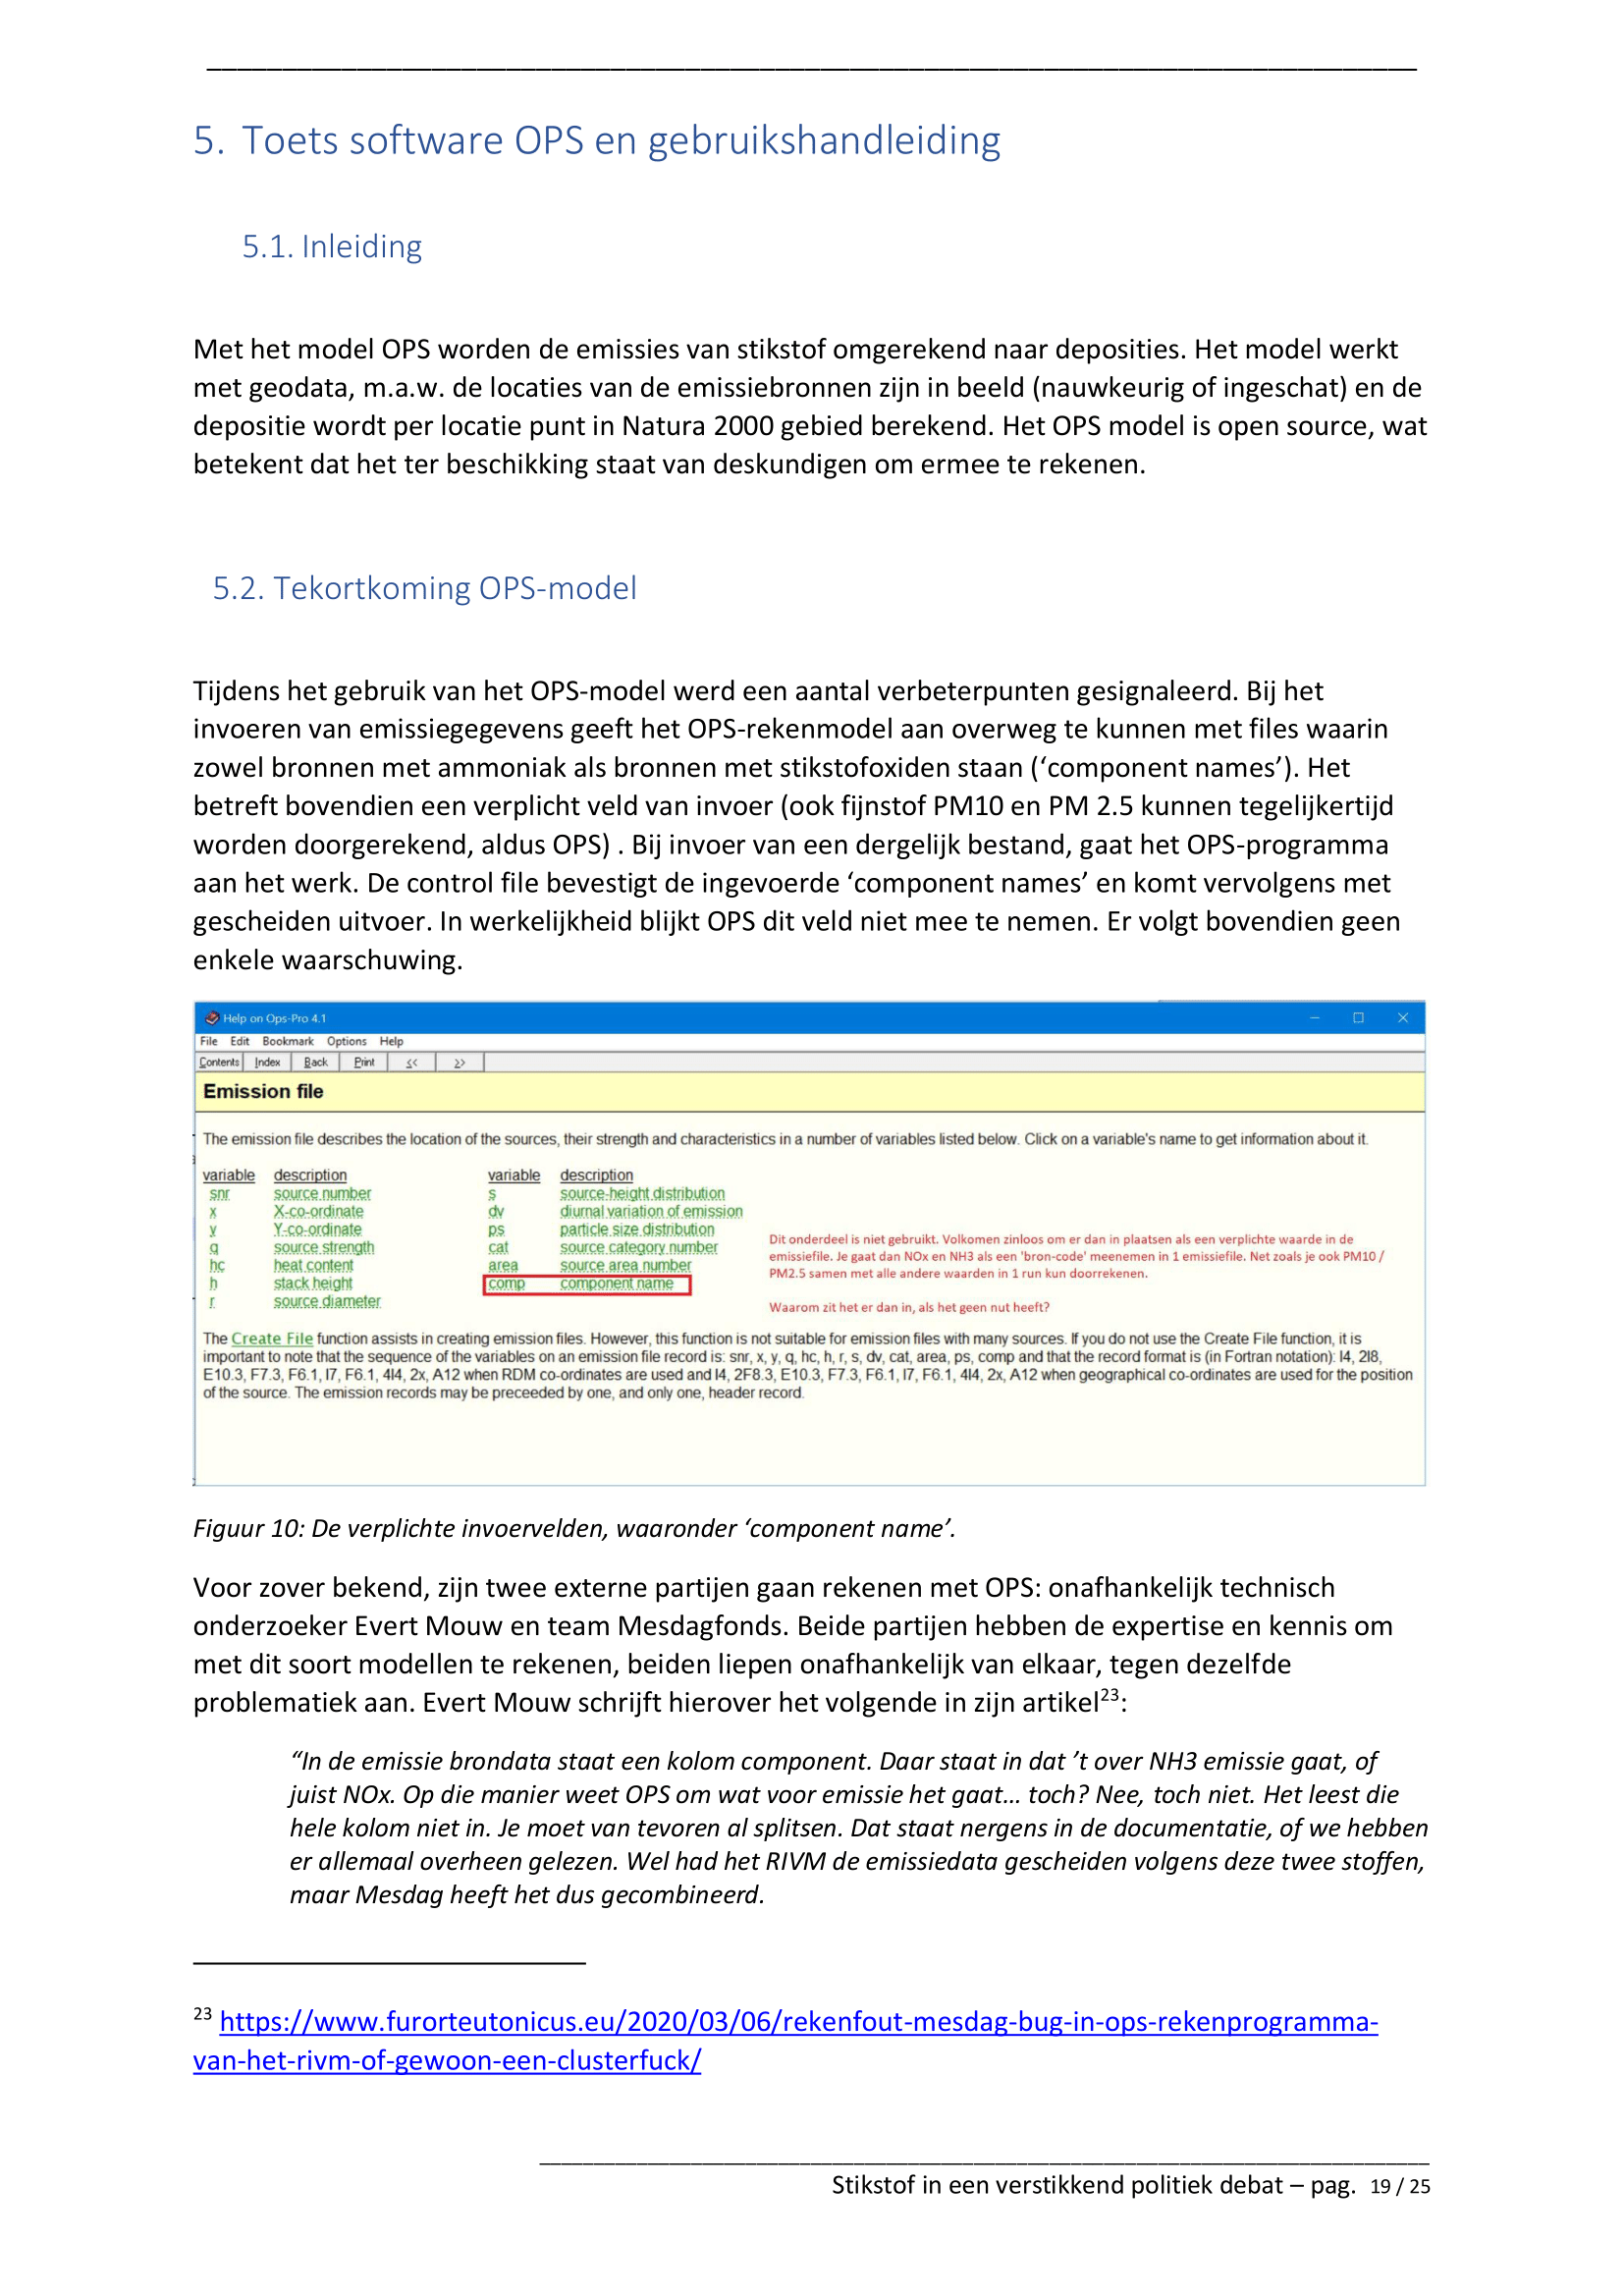 5. Toets software OPS en gebruikshandleiding
5.1. Inleiding
Met het model OPS worden de emissies van stikstof omgerekend naar deposities. Het model werkt
met geodata, m.a.w. de locaties van de emissiebronnen zijn in beeld (nauwkeurig of ingeschat) en de
depositie wordt per locatie punt in Natura 2000 gebied berekend. Het OPS model is open source, wat
betekent dat het ter beschikking staat van deskundigen om ermee te rekenen.
5.2. Tekortkoming OPS-model
Tijdens het gebruik van het OPS-model werd een aantal verbeterpunten gesignaleerd. Bij het
invoeren van emissiegegevens geeft het OPS-rekenmodel aan overweg te kunnen met files waarin
zowel bronnen met ammoniak als bronnen met stikstofoxiden staan (‘component names’). Het
betreft bovendien een verplicht veld van invoer (ook fijnstof PM10 en PM 2.5 kunnen tegelijkertijd
worden doorgerekend, aldus OPS) . Bij invoer van een dergelijk bestand, gaat het OPS-programma
aan het werk. De control file bevestigt de ingevoerde ‘component names’ en komt vervolgens met
gescheiden uitvoer. In werkelijkheid blijkt OPS dit veld niet mee te nemen. Er volgt bovendien geen
enkele waarschuwing.
Help on Ops-Pro 4.1
File Edit Bookmark Options Help
Contents Index Back Print << >>
Emission file
The emission file describes the location of the sources, their strength and characteristics in a number of variables listed below. Click on a variable's name to get information about it.
variable description variable description
snr source number s source-height distribution
x X-co-ordinate dv diurnal variation of emission
y Y-co-ordinate ps particle size distribution
q source strength cat source category number
hc heat content area source area number
h stack height comp component name
r source diameter
Dit onderdeel is niet gebruikt. Volkomen zinloos om er dan in plaatsen als een verplichte waarde in de
emissiefile. Je gaat dan NOx en NH3 als een 'bron-code' meenemen in 1 emissiefile. Net zoals je ook PM10 /
PM2.5 samen met alle andere waarden in 1 run kun doorrekenen.
Waarom zit het er dan in, als het geen nut heeft?
The Create File function assists in creating emission files. However, this function is not suitable for emission files with many sources. If you do not use the Create File function, it is
important to note that the sequence of the variables on an emission file record is: snr, x, y, q, hc, h, r, s, dv, cat, area, ps, comp and that the record format is (in Fortran notation): I4, 2I8,
E10.3, F7.3, F6.1, I7, F6.1, 4I4, 2x, A12 when RDM co-ordinates are used and I4, 2F8.3, E10.3, F7.3, F6.1, I7, F6.1, 4I4, 2x, A12 when geographical co-ordinates are used for the position
of the source. The emission records may be preceeded by one, and only one, header record.
Figuur 10: De verplichte invoervelden, waaronder ‘component name’.
Voor zover bekend, zijn twee externe partijen gaan rekenen met OPS: onafhankelijk technisch
onderzoeker Evert Mouw en team Mesdagfonds. Beide partijen hebben de expertise en kennis om
met dit soort modellen te rekenen, beiden liepen onafhankelijk van elkaar, tegen dezelfde
problematiek aan. Evert Mouw schrijft hierover het volgende in zijn artikel23:
“In de emissie brondata staat een kolom component. Daar staat in dat ’t over NH3 emissie gaat, of
juist NOx. Op die manier weet OPS om wat voor emissie het gaat… toch? Nee, toch niet. Het leest die
hele kolom niet in. Je moet van tevoren al splitsen. Dat staat nergens in de documentatie, of we hebben
er allemaal overheen gelezen. Wel had het RIVM de emissiedata gescheiden volgens deze twee stoffen,
maar Mesdag heeft het dus gecombineerd.
23 https://www.furorteutonicus.eu/2020/03/06/rekenfout-mesdag-bug-in-ops-rekenprogramma-
van-het-rivm-of-gewoon-een-clusterfuck/
Stikstof in een verstikkend politiek debat – pag. 19 / 25